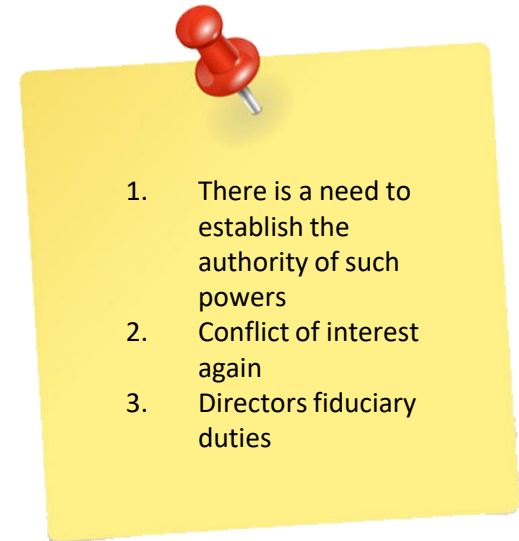 1. There is a need to
establish the
authority of such
powers
2. Conflict of interest
again
3. Directors fiduciary
duties